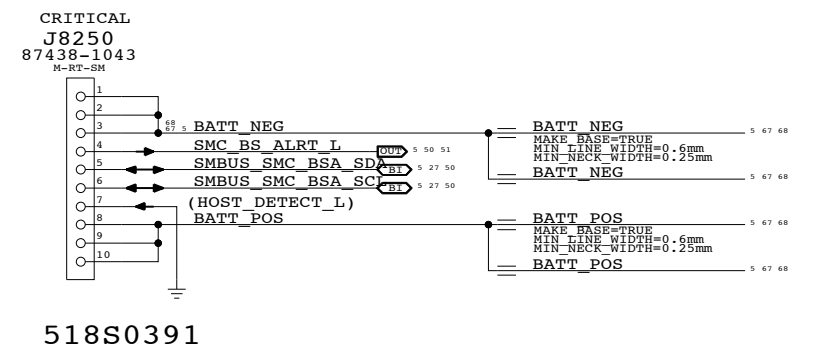 CRITICAL
J8250
87438-1043
M-RT-SM
1
2
3
68
67 5
BATT_NEG
BATT_NEG
5 67 68
MAKE_BASE=TRUE
MIN_LINE_WIDTH=0.6mm
MIN_NECK_WIDTH=0.25mm
4
SMC_BS_ALRT_L
OUT
5 50 51
5
SMBUS_SMC_BSA_SDA
BI
5 27 50
BATT_NEG
5 67 68
6
SMBUS_SMC_BSA_SCL
BI
5 27 50
7
(HOST_DETECT_L)
8
BATT_POS
BATT_POS
5 67 68
MAKE_BASE=TRUE
MIN_LINE_WIDTH=0.6mm
MIN_NECK_WIDTH=0.25mm
9
10
BATT_POS
5 67 68
518S0391